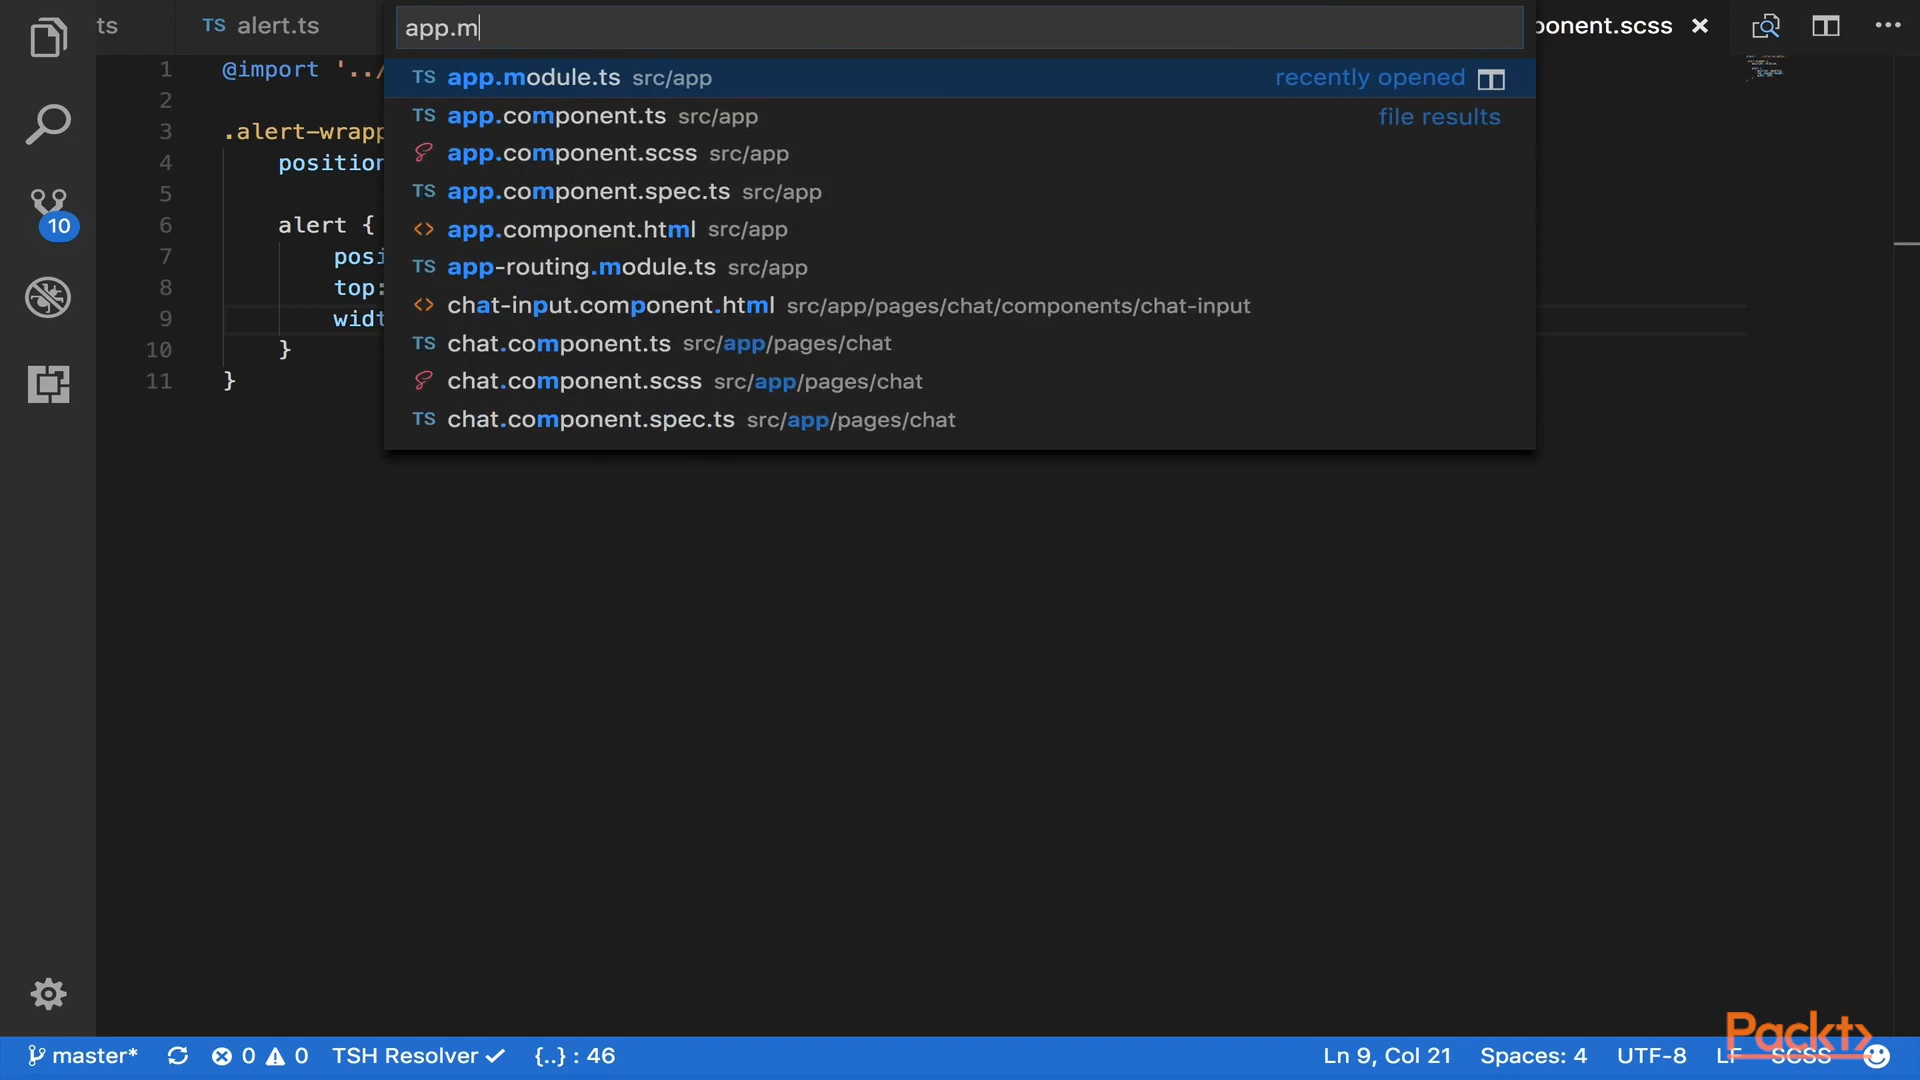 ts
TS alert.ts
app.m
ponent.scss
1 @import '../
TS app.module.ts src/app recently opened
2
TS app.component.ts src/app file results
3 .alert-wrapp
app.component.scss src/app
4 position
5
TS app.component.spec.ts src/app
6 alert {
<> app.component.html src/app
7 posi
TS app-routing.module.ts src/app
8 top:
<> chat-input.component.html src/app/pages/chat/components/chat-input
9 widt
TS chat.component.ts src/app/pages/chat
10 }
chat.component.scss src/app/pages/chat
11 }
TS chat.component.spec.ts src/app/pages/chat
10
Packt>
master* 0 0 TSH Resolver ✓ {..} : 46 Ln 9, Col 21 Spaces: 4 UTF-8 LF SCSS